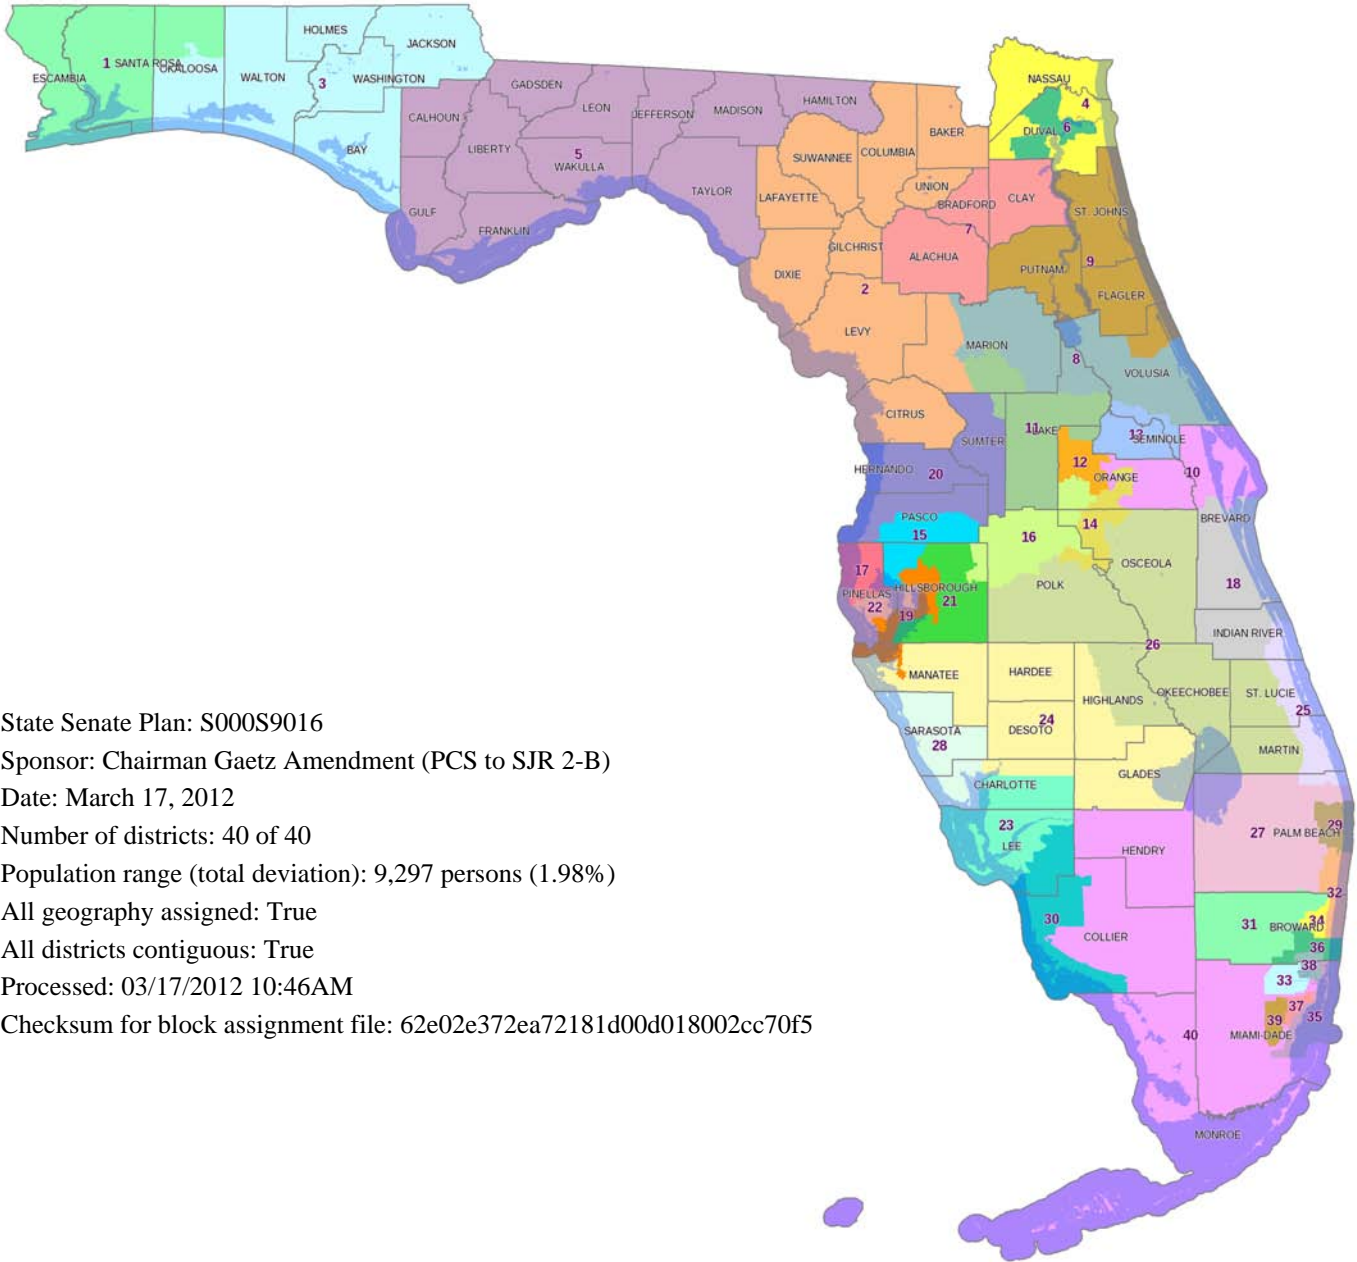 HOLMES
JACKSON
ESCAMBIA
1 SANTA ROSA
OKALOOSA
WALTON
3
WASHINGTON
BAY
GADSDEN
LEON
CALHOUN
LIBERTY
5
WAKULLA
JEFFERSON
MADISON
HAMILTON
TAYLOR
GULF
FRANKLIN
NASSAU
4
DUVAL
6
BAKER
COLUMBIA
SUWANNEE
LAFAYETTE
UNION
BRADFORD
CLAY
ST. JOHNS
7
GILCHRIST
ALACHUA
PUTNAM
9
FLAGLER
DIXIE
2
LEVY
MARION
8
VOLUSIA
CITRUS
SUMTER
11
LAKE
13
SEMINOLE
12
ORANGE
10
HERNANDO
20
PASCO
15
16
14
BREVARD
OSCEOLA
17
PINELLAS
22
HILLSBOROUGH
21
19
POLK
18
INDIAN RIVER
26
MANATEE
HARDEE
HIGHLANDS
OKEECHOBEE
ST. LUCIE
25
SARASOTA
28
24
DESOTO
MARTIN
GLADES
CHARLOTTE
23
LEE
HENDRY
27
PALM BEACH
29
32
30
COLLIER
31
BROWARD
34
36
38
33
37
35
39
MIAMI-DADE
40
MONROE
State Senate Plan: S000S9016
Sponsor: Chairman Gaetz Amendment (PCS to SJR 2-B)
Date: March 17, 2012
Number of districts: 40 of 40
Population range (total deviation): 9,297 persons (1.98%)
All geography assigned: True
All districts contiguous: True
Processed: 03/17/2012 10:46AM
Checksum for block assignment file: 62e02e372ea72181d00d018002cc70f5